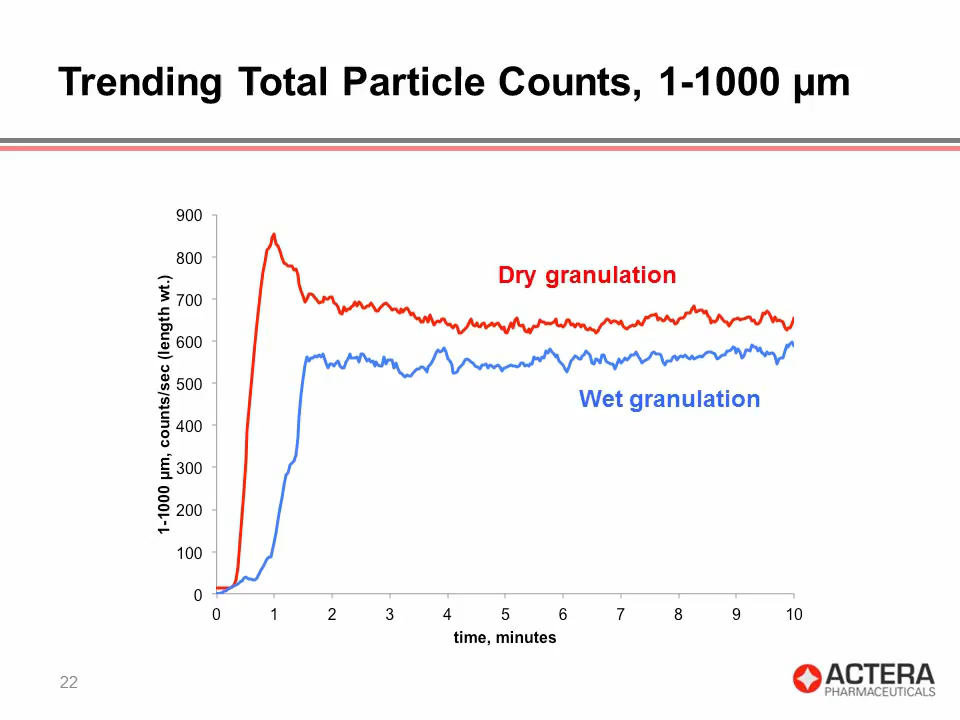 Trending Total Particle Counts, 1-1000 µm
1-1000 µm, counts/sec (length wt.)
900
800
700
600
500
400
300
200
100
0
Dry granulation
Wet granulation
0 1 2 3 4 5 6 7 8 9 10
time, minutes
22
ACTERA
PHARMACEUTICALS